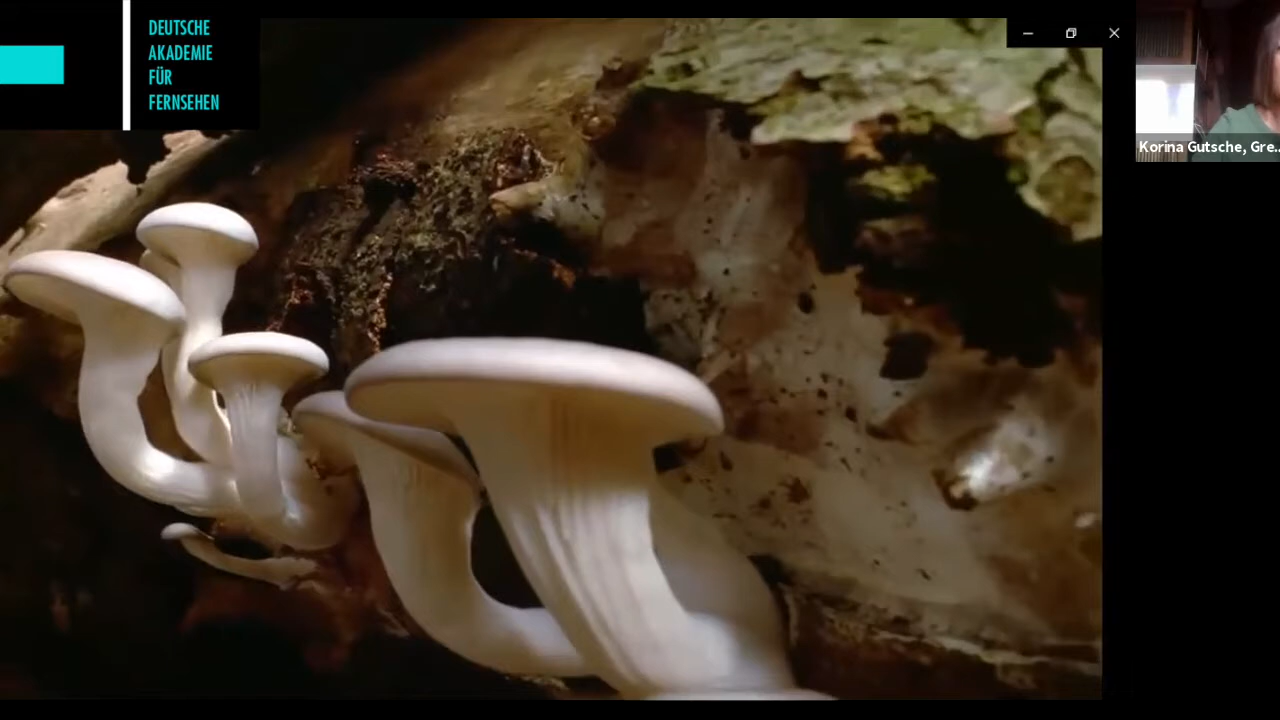 DEUTSCHE
AKADEMIE
FÜR
FERNSEHEN
Korina Gutsche, Gre...